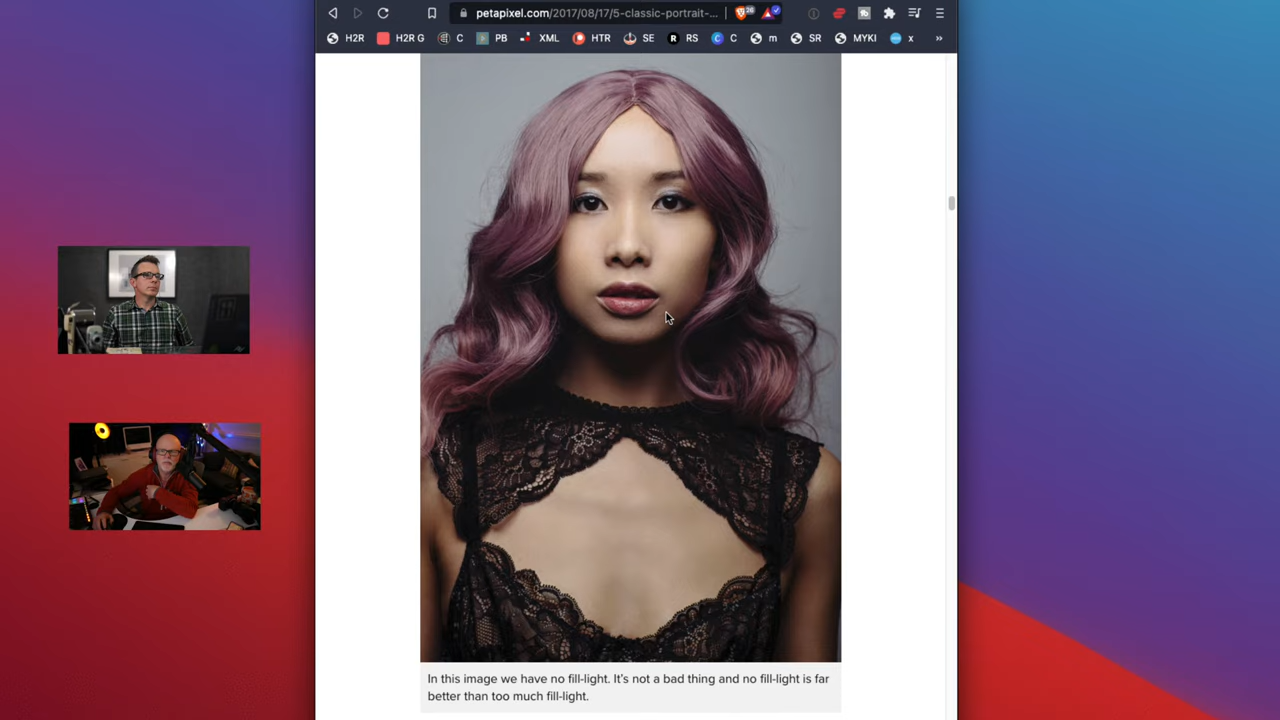 petapixel.com/2017/08/17/5-classic-portrait-...
26
H2R H2R G C PB XML HTR SE R RS C C m SR MYKI x »
In this image we have no fill-light. It's not a bad thing and no fill-light is far
better than too much fill-light.